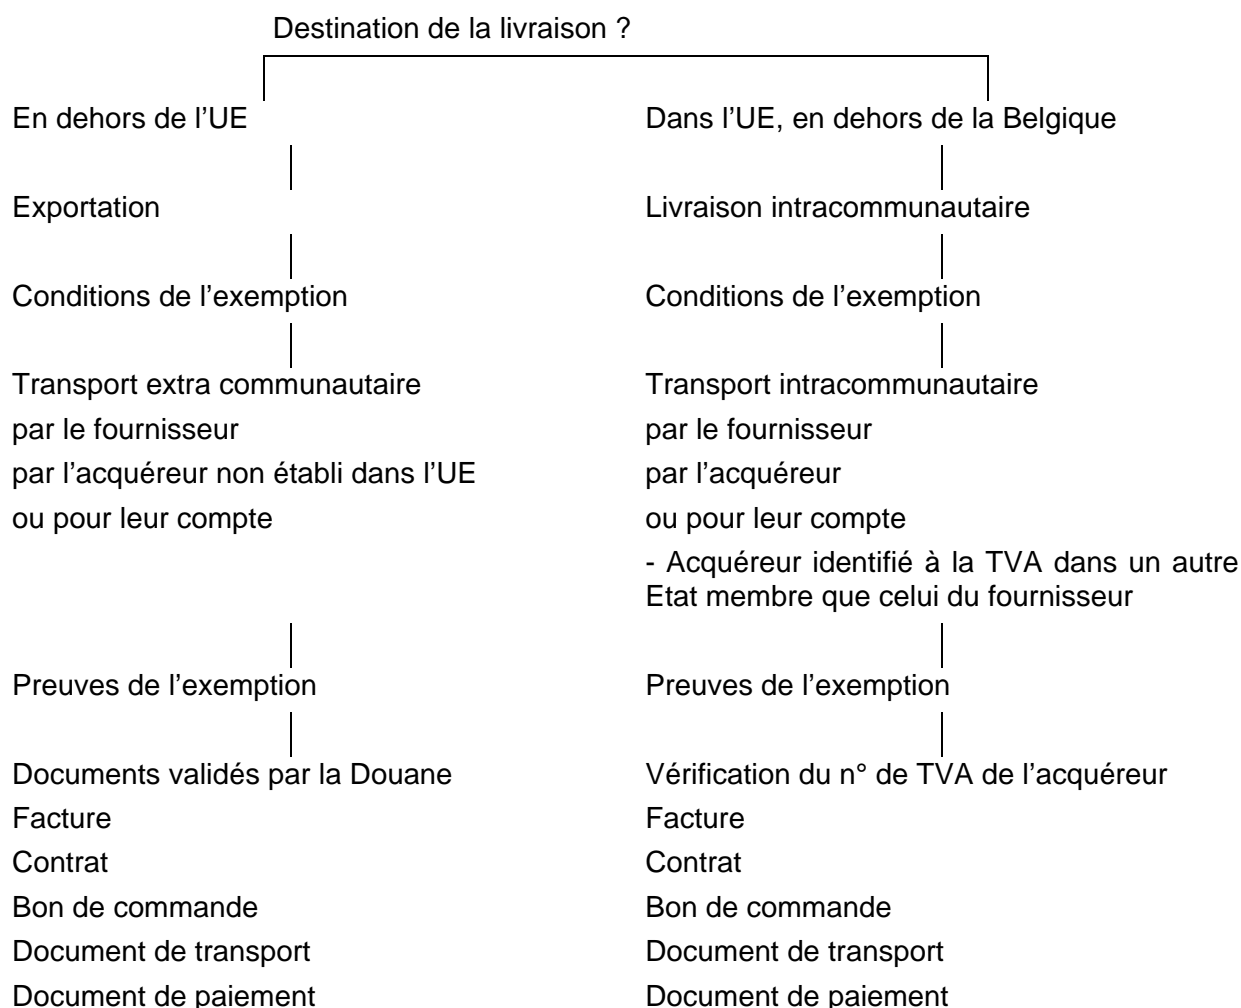 Destination de la livraison ?
En dehors de l’UE
Dans l’UE, en dehors de la Belgique
Exportation
Livraison intracommunautaire
Conditions de l’exemption
Conditions de l’exemption
Transport extra communautaire
Transport intracommunautaire
par le fournisseur
par le fournisseur
par l’acquéreur non établi dans l’UE
par l’acquéreur
ou pour leur compte
ou pour leur compte
- Acquéreur identifié à la TVA dans un autre
Etat membre que celui du fournisseur
Preuves de l’exemption
Preuves de l’exemption
Documents validés par la Douane
Vérification du n° de TVA de l’acquéreur
Facture
Facture
Contrat
Contrat
Bon de commande
Bon de commande
Document de transport
Document de transport
Document de paiement
Document de paiement